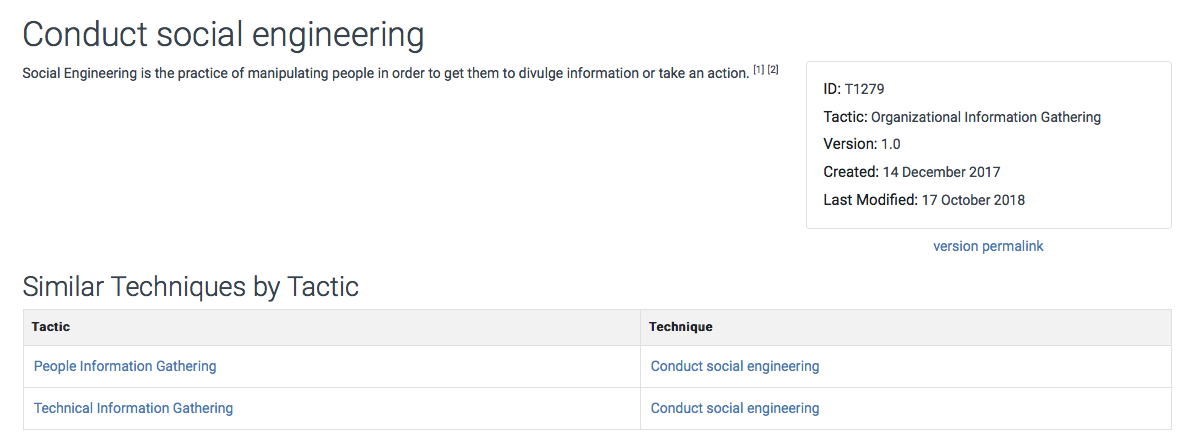 Conduct social engineering
Social Engineering is the practice of manipulating people in order to get them to divulge information or take an action. [1] [2]
ID: T1279
Tactic: Organizational Information Gathering
Version: 1.0
Created: 14 December 2017
Last Modified: 17 October 2018
version permalink
Similar Techniques by Tactic
Tactic Technique
People Information Gathering Conduct social engineering
Technical Information Gathering Conduct social engineering